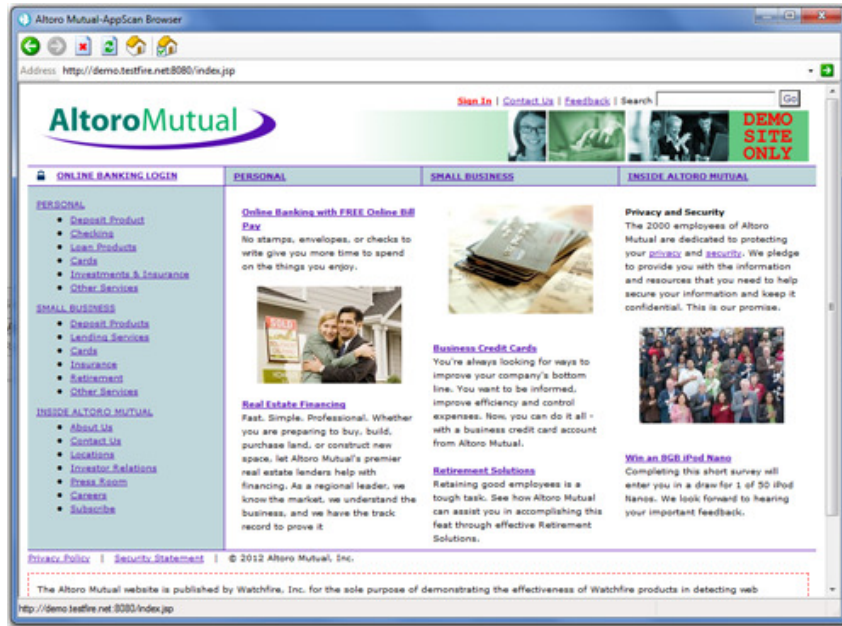 Altoro Mutual-AppScan Browser
Address http://demo.testfire.net:8080/index.jsp
Sign In | Contact Us | Feedback | Search Go
AltoroMutual
DEMO
SITE
ONLY
ONLINE BANKING LOGIN
PERSONAL
SMALL BUSINESS
INSIDE ALTORO MUTUAL
PERSONAL
Deposit Product
Checking
Loan Products
Cards
Investments & Insurance
Other Services
SMALL BUSINESS
Deposit Products
Lending Services
Cards
Insurance
Retirement
Other Services
INSIDE ALTORO MUTUAL
About Us
Contact Us
Locations
Investor Relations
Press Room
Careers
Subscribe
Online Banking with FREE Online Bill
Pay
No stamps, envelopes, or checks to
write give you more time to spend
on the things you enjoy.
SOLD
Real Estate Financing
Fast. Simple. Professional. Whether
you are preparing to buy, build,
purchase land, or construct new
space, let Altoro Mutual's premier
real estate lenders help with
financing. As a regional leader, we
know the market, we understand the
business, and we have the track
record to prove it
Business Credit Cards
You're always looking for ways to
improve your company's bottom
line. You want to be informed,
improve efficiency and control
expenses. Now, you can do it all -
with a business credit card account
from Altoro Mutual.
Retirement Solutions
Retaining good employees is a
tough task. See how Altoro Mutual
can assist you in accomplishing this
feat through effective Retirement
Solutions.
Privacy and Security
The 2000 employees of Altoro
Mutual are dedicated to protecting
your privacy and security. We pledge
to provide you with the information
and resources that you need to help
secure your information and keep it
confidential. This is our promise.
Win an 8GB iPod Nano
Completing this short survey will
enter you in a draw for 1 of 50 iPod
Nanos. We look forward to hearing
your important feedback.
Privacy Policy | Security Statement | © 2012 Altoro Mutual, Inc.
The Altoro Mutual website is published by Watchfire, Inc. for the sole purpose of demonstrating the effectiveness of Watchfire products in detecting web
http://demo.testfire.net:8080/index.jsp